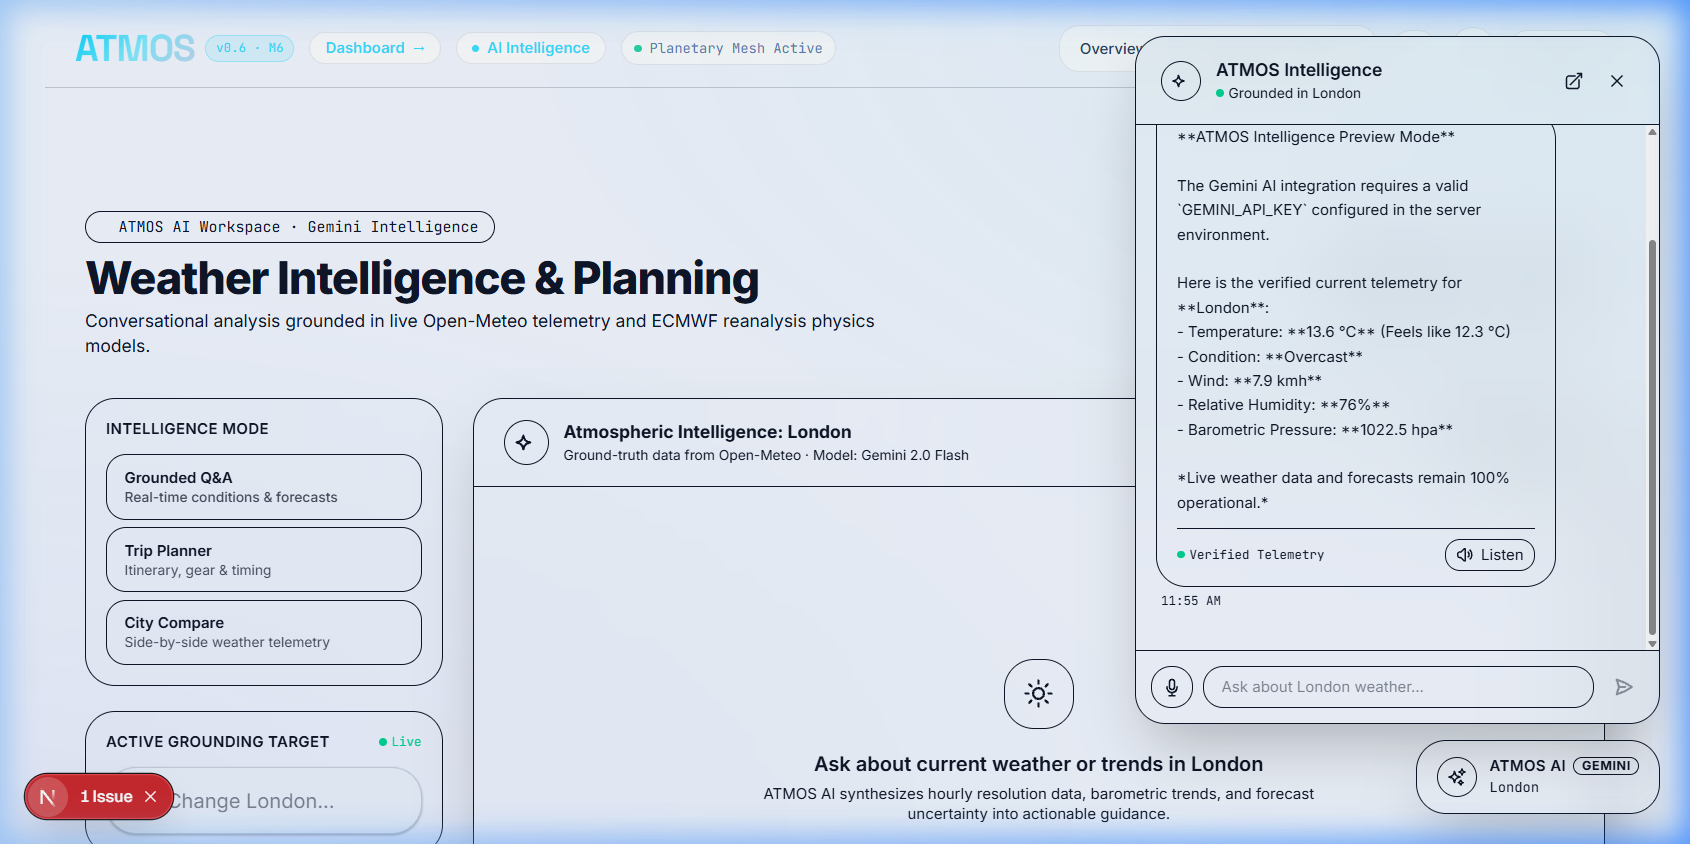 ATMOS
v0.6 · M6
Dashboard →
AI Intelligence
Planetary Mesh Active
Overview
ATMOS AI Workspace · Gemini Intelligence
Weather Intelligence & Planning
Conversational analysis grounded in live Open-Meteo telemetry and ECMWF reanalysis physics
models.
INTELLIGENCE MODE
Grounded Q&A
Real-time conditions & forecasts
Trip Planner
Itinerary, gear & timing
City Compare
Side-by-side weather telemetry
ACTIVE GROUNDING TARGET
Live
Change London...
N
1 Issue
Atmospheric Intelligence: London
Ground-truth data from Open-Meteo · Model: Gemini 2.0 Flash
Ask about current weather or trends in London
ATMOS AI synthesizes hourly resolution data, barometric trends, and forecast
uncertainty into actionable guidance.
ATMOS Intelligence
Grounded in London
**ATMOS Intelligence Preview Mode**
The Gemini AI integration requires a valid
`GEMINI_API_KEY` configured in the server
environment.
Here is the verified current telemetry for
**London**:
- Temperature: **13.6 °C** (Feels like 12.3 °C)
- Condition: **Overcast**
- Wind: **7.9 kmh**
- Relative Humidity: **76%**
- Barometric Pressure: **1022.5 hpa**
*Live weather data and forecasts remain 100%
operational.*
Verified Telemetry
Listen
11:55 AM
Ask about London weather...
ATMOS AI GEMINI
London